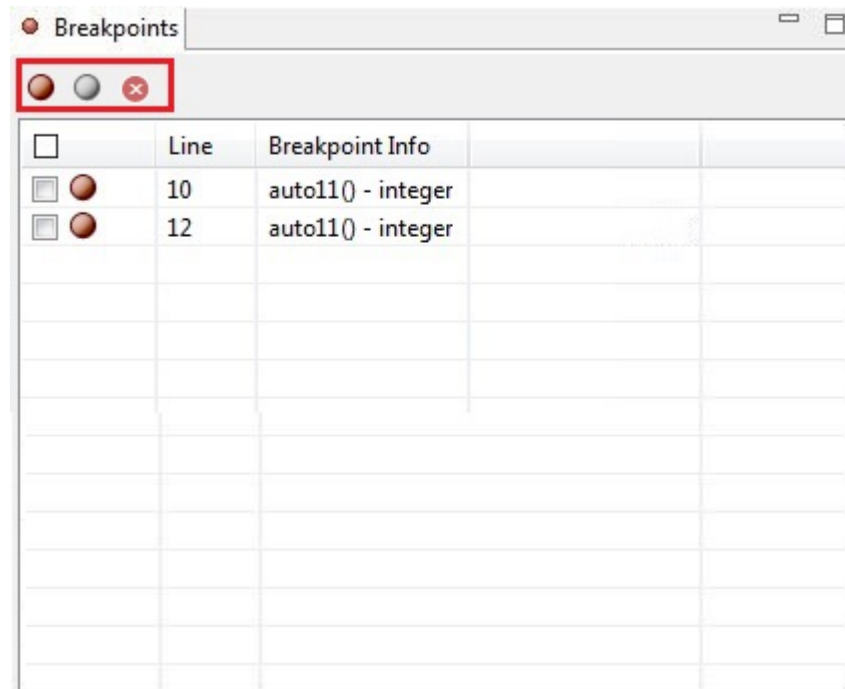 Breakpoints
Line Breakpoint Info
10 auto11() - integer
12 auto11() - integer